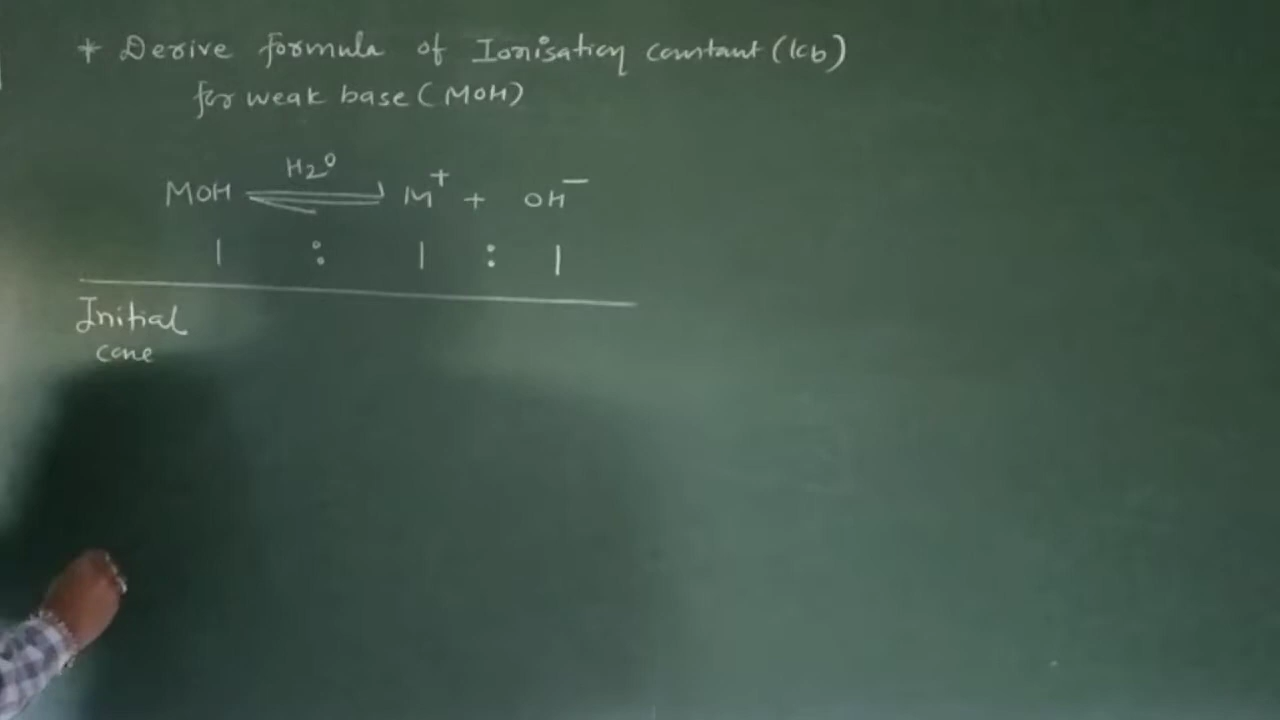 * Derive formula of Ionisation constant (Kb)
for weak base (MOH)
H2O
MOH ⇌ M⁺ + OH⁻
1 : 1 : 1
Initial
conc